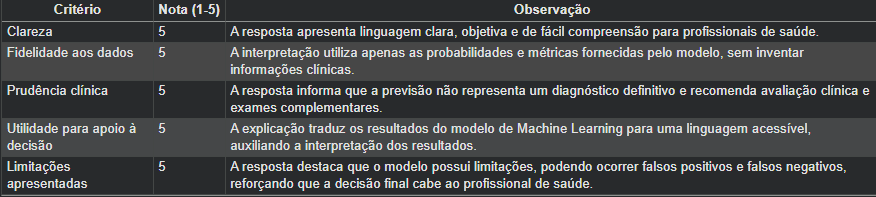 Critério Nota (1-5) Observação
Clareza 5 A resposta apresenta linguagem clara, objetiva e de fácil compreensão para profissionais de saúde.
Fidelidade aos dados 5 A interpretação utiliza apenas as probabilidades e métricas fornecidas pelo modelo, sem inventar
informações clínicas.
Prudência clínica 5 A resposta informa que a previsão não representa um diagnóstico definitivo e recomenda avaliação clínica e
exames complementares.
Utilidade para apoio à
decisão
5 A explicação traduz os resultados do modelo de Machine Learning para uma linguagem acessível,
auxiliando a interpretação dos resultados.
Limitações
apresentadas
5 A resposta destaca que o modelo possui limitações, podendo ocorrer falsos positivos e falsos negativos,
reforçando que a decisão final cabe ao profissional de saúde.